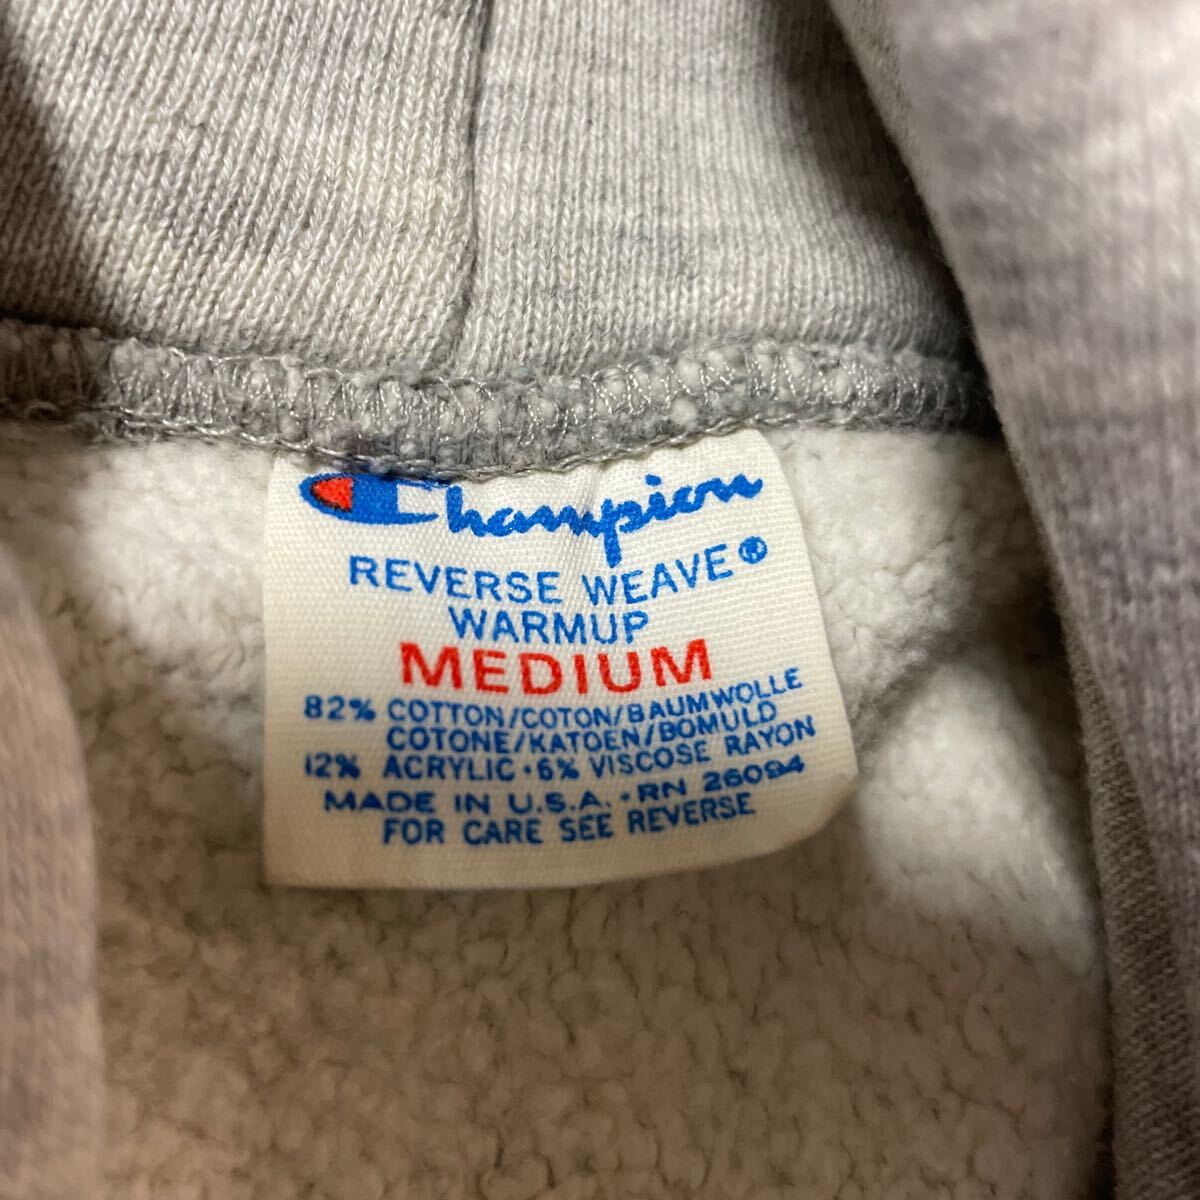 Champion
REVERSE WEAVE®
WARMUP
MEDIUM
82% COTTON/COTON/BAUMWOLLE
COTONE/KATOEN/BOMULD
12% ACRYLIC·6% VISCOSE RAYON
MADE IN U.S.A.·RN 26094
FOR CARE SEE REVERSE